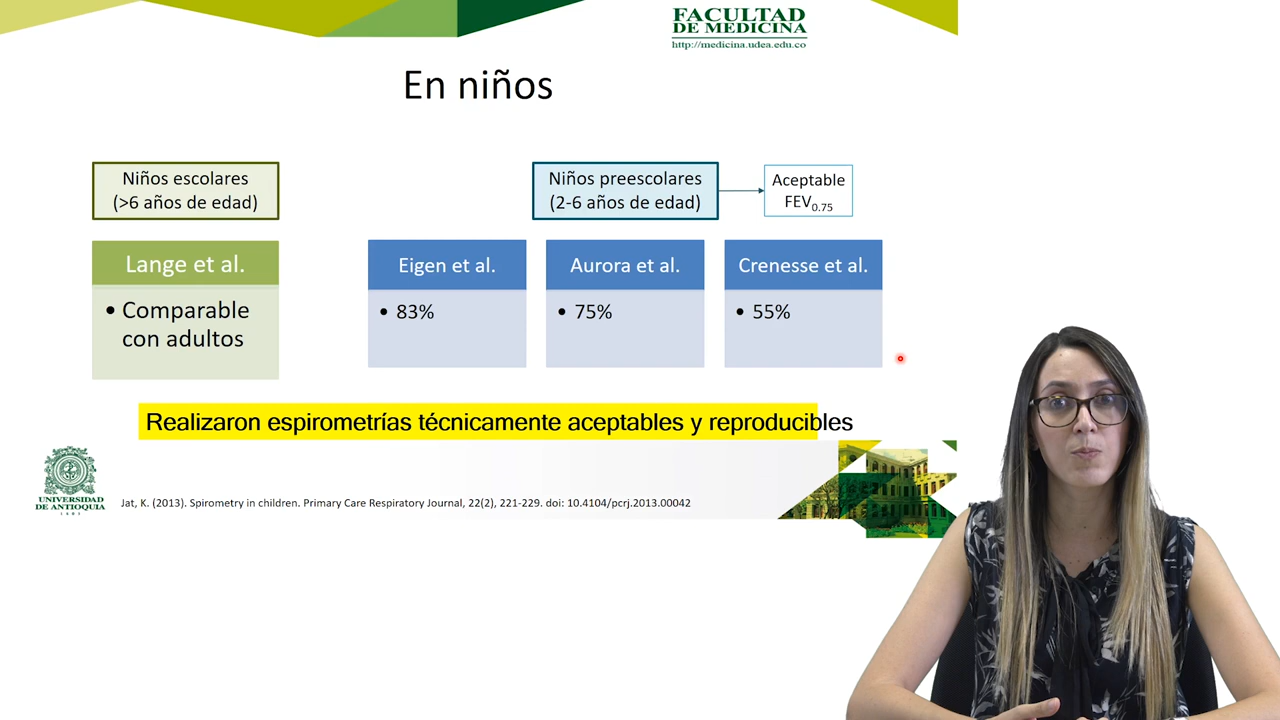 FACULTAD
DE MEDICINA
http://medicina.udea.edu.co
En niños
Niños escolares
(>6 años de edad)
Niños preescolares
(2-6 años de edad)
Aceptable
FEV0.75
Lange et al.
• Comparable
con adultos
Eigen et al.
• 83%
Aurora et al.
• 75%
Crenesse et al.
• 55%
Realizaron espirometrías técnicamente aceptables y reproducibles
UNIVERSIDAD
DE ANTIOQUIA
1803
Jat, K. (2013). Spirometry in children. Primary Care Respiratory Journal, 22(2), 221-229. doi: 10.4104/pcrj.2013.00042